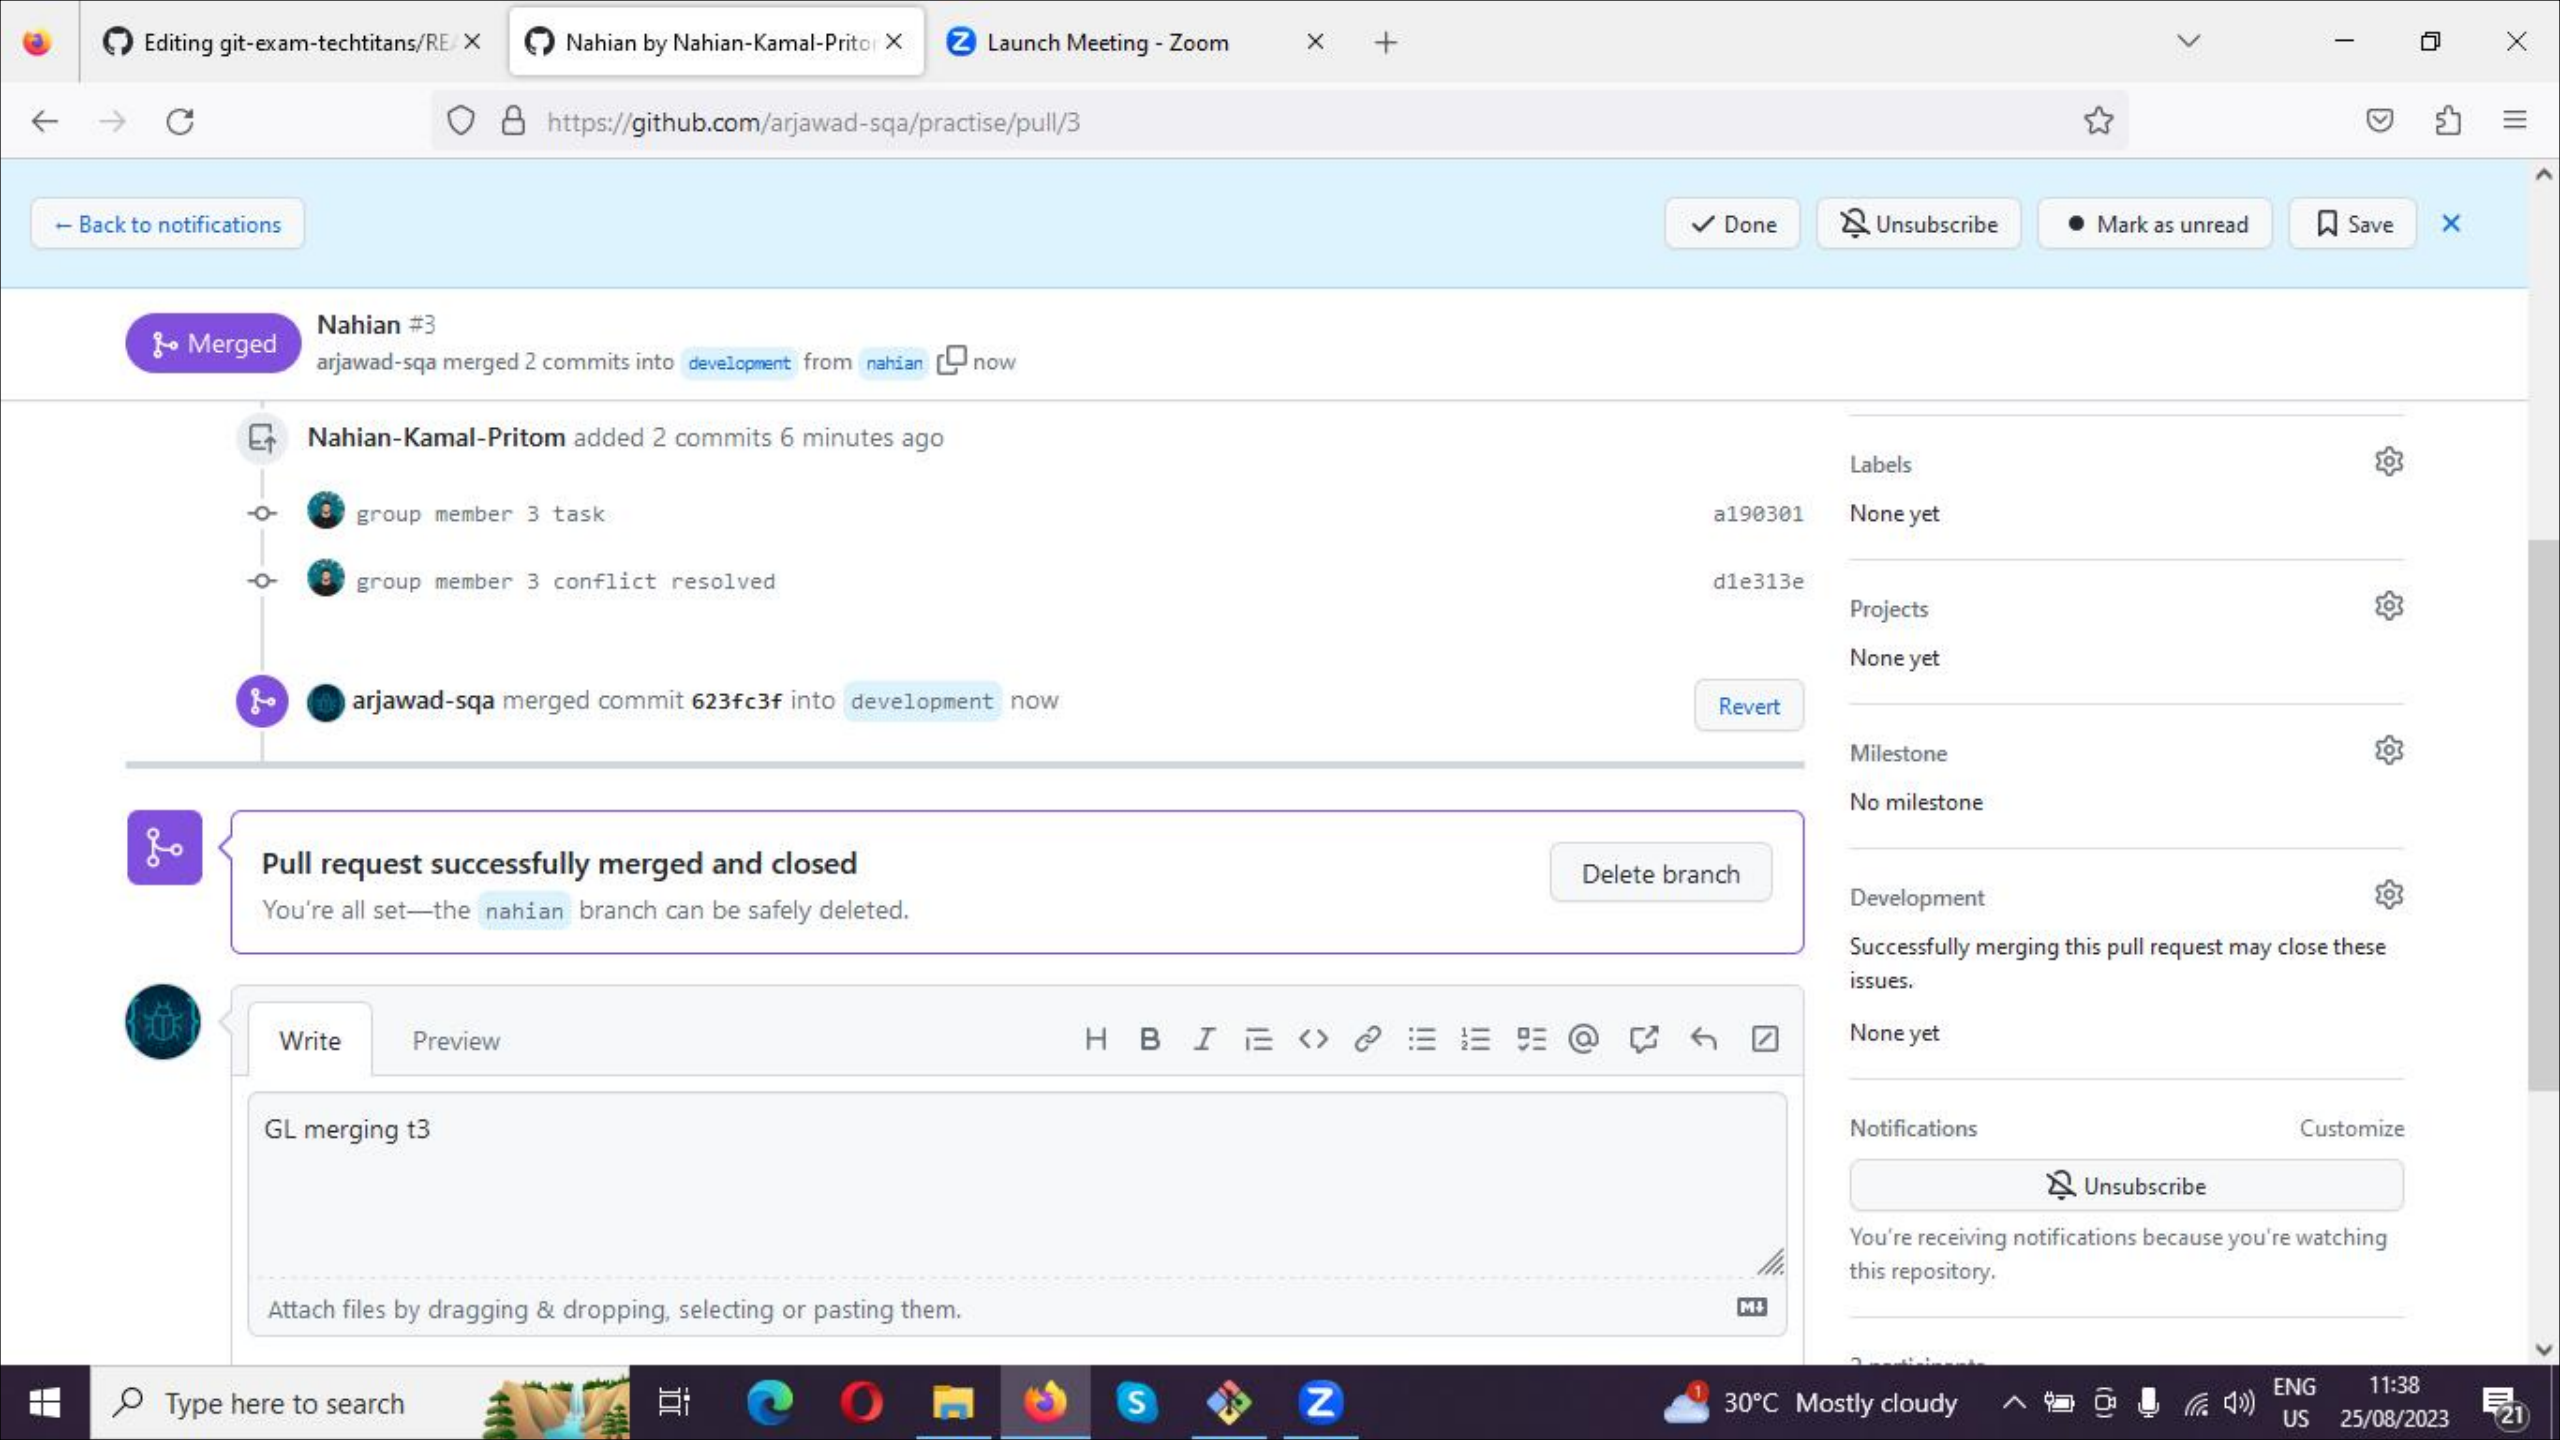 Editing git-exam-techtitans/RE
Nahian by Nahian-Kamal-Prito
Launch Meeting - Zoom
https://github.com/arjawad-sqa/practise/pull/3
← Back to notifications
Done
Unsubscribe
Mark as unread
Save
Merged
Nahian #3
arjawad-sqa merged 2 commits into development from nahian now
Nahian-Kamal-Pritom added 2 commits 6 minutes ago
group member 3 task a190301
group member 3 conflict resolved d1e313e
arjawad-sqa merged commit 623fc3f into development now
Revert
Pull request successfully merged and closed
You're all set—the nahian branch can be safely deleted.
Delete branch
Write Preview
GL merging t3
Attach files by dragging & dropping, selecting or pasting them.
Labels
None yet
Projects
None yet
Milestone
No milestone
Development
Successfully merging this pull request may close these
issues.
None yet
Notifications Customize
Unsubscribe
You're receiving notifications because you're watching
this repository.
Type here to search
30°C Mostly cloudy
ENG
US
11:38
25/08/2023
21